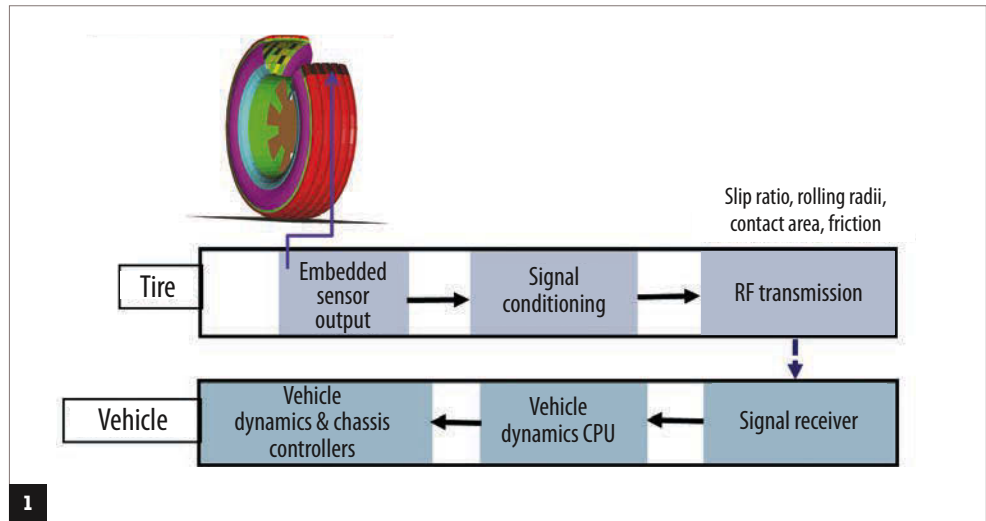 Slip ratio, rolling radii,
contact area, friction
Tire
Embedded
sensor
output
Signal
conditioning
RF transmission
Vehicle
Vehicle
dynamics & chassis
controllers
Vehicle
dynamics CPU
Signal receiver
1